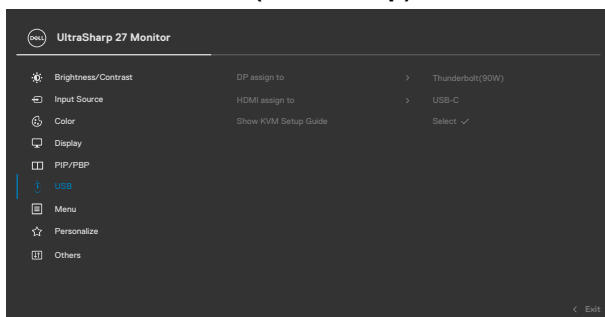 DELL UltraSharp 27 Monitor
Brightness/Contrast DP assign to > Thunderbolt(90W)
Input Source HDMI assign to > USB-C
Color Show KVM Setup Guide Select ✓
Display
PIP/PBP
USB
Menu
Personalize
Others
< Exit